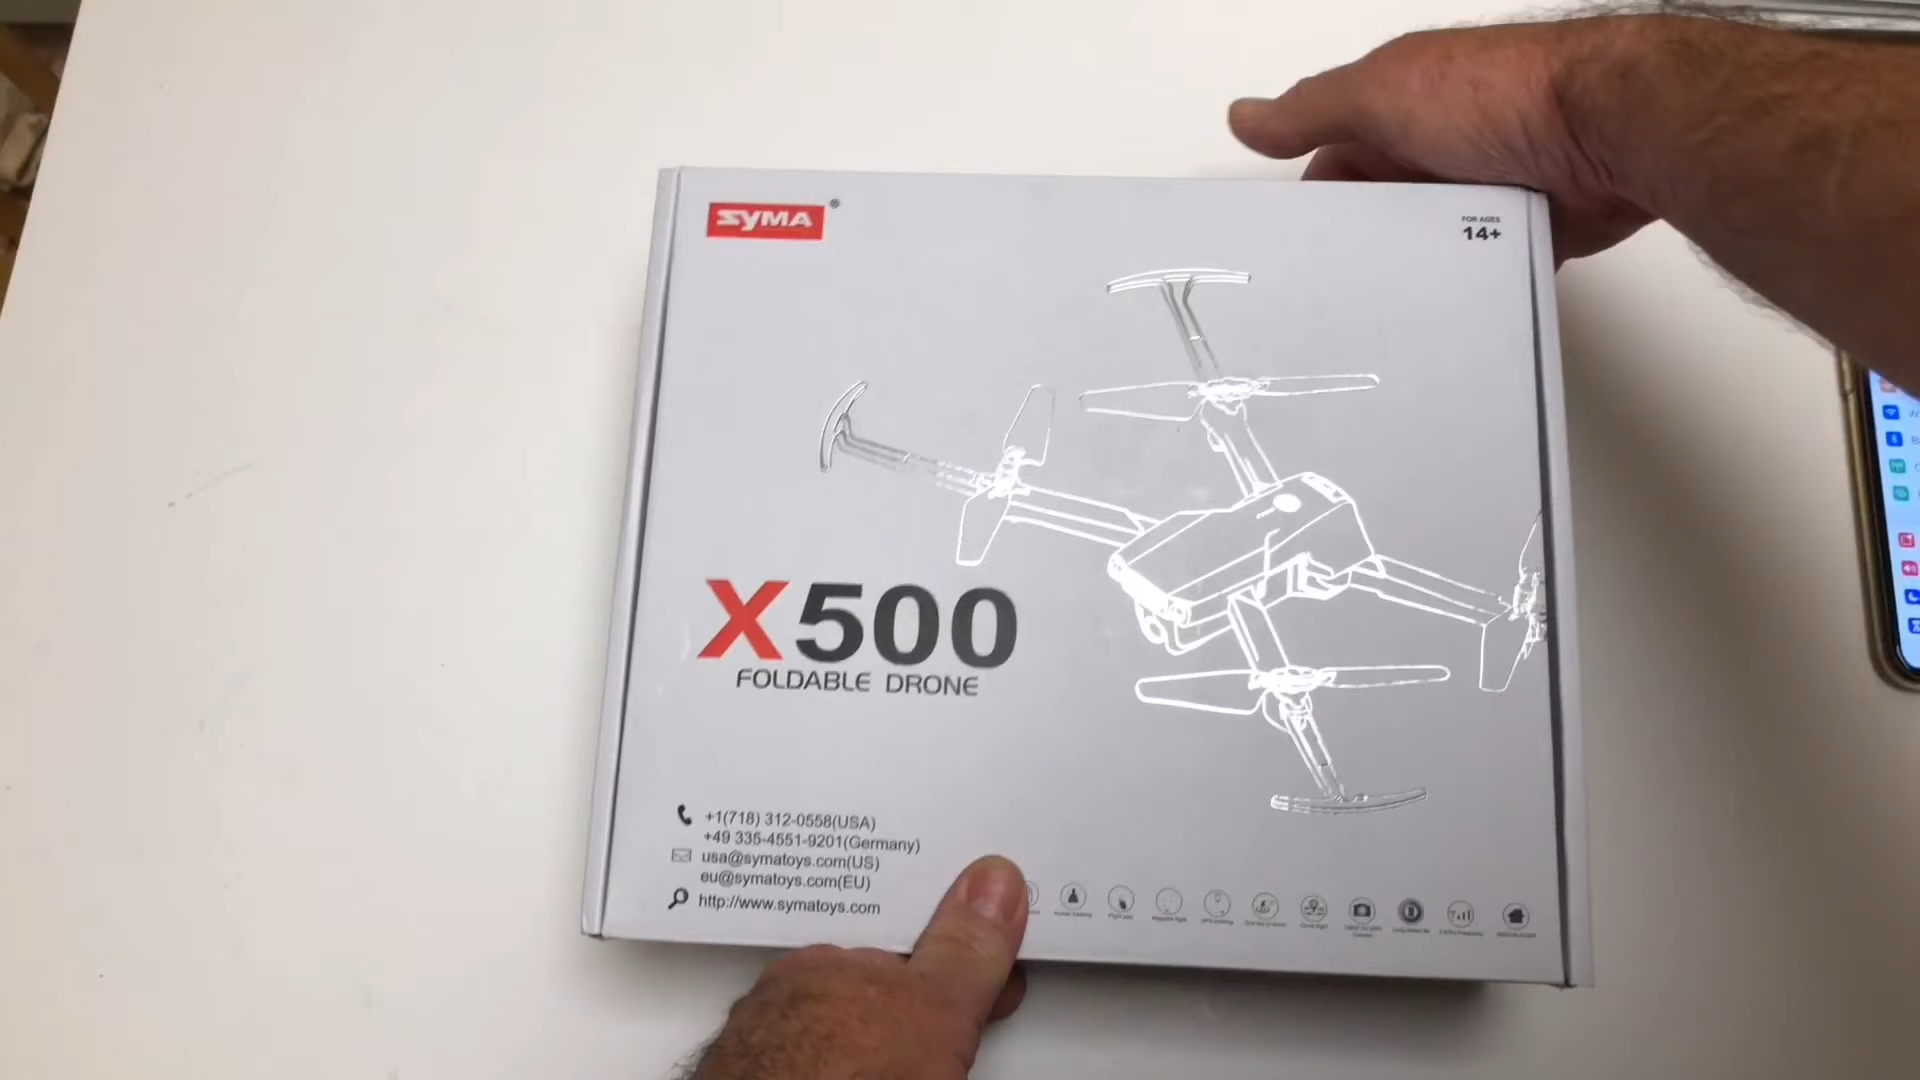 SYMA®
FOR AGES
14+
X500
FOLDABLE DRONE
+1(718) 312-0558(USA)
+49 335-4551-9201(Germany)
usa@symatoys.com(US)
eu@symatoys.com(EU)
http://www.symatoys.com